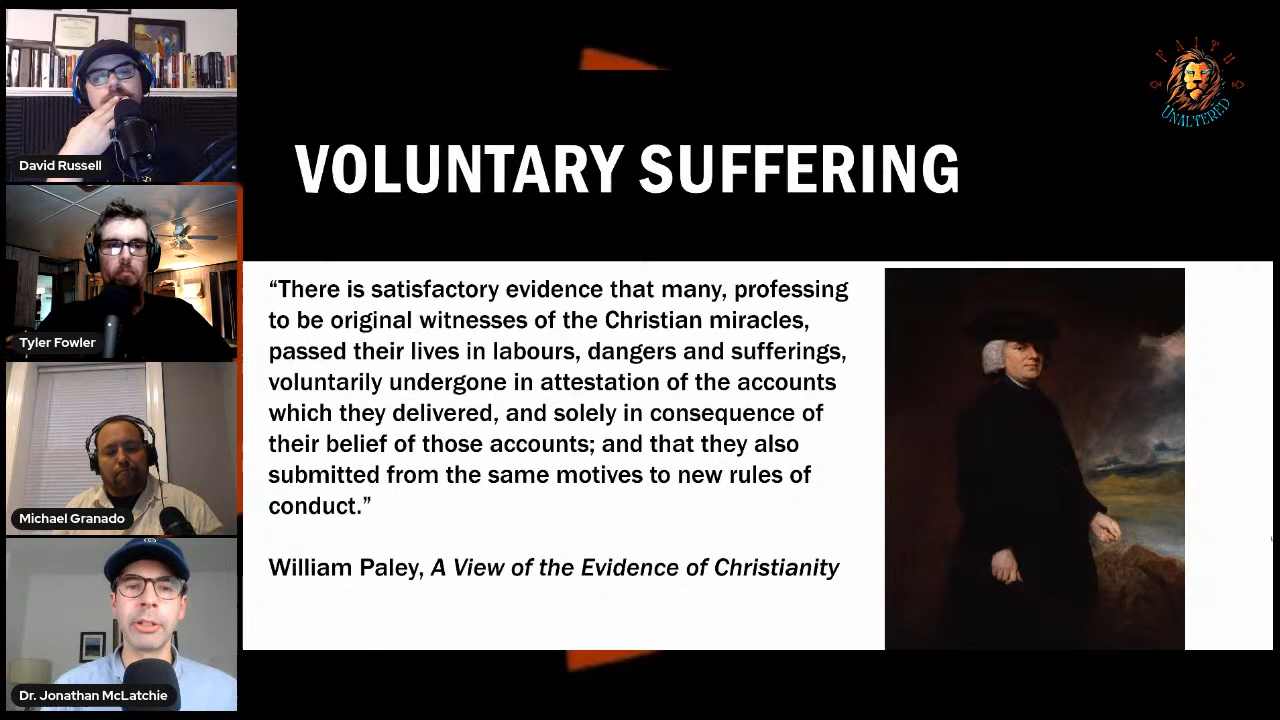 David Russell
Tyler Fowler
Michael Granado
Dr. Jonathan McLatchie
FAITH
UNALTERED
VOLUNTARY SUFFERING
“There is satisfactory evidence that many, professing
to be original witnesses of the Christian miracles,
passed their lives in labours, dangers and sufferings,
voluntarily undergone in attestation of the accounts
which they delivered, and solely in consequence of
their belief of those accounts; and that they also
submitted from the same motives to new rules of
conduct.”
William Paley, A View of the Evidence of Christianity